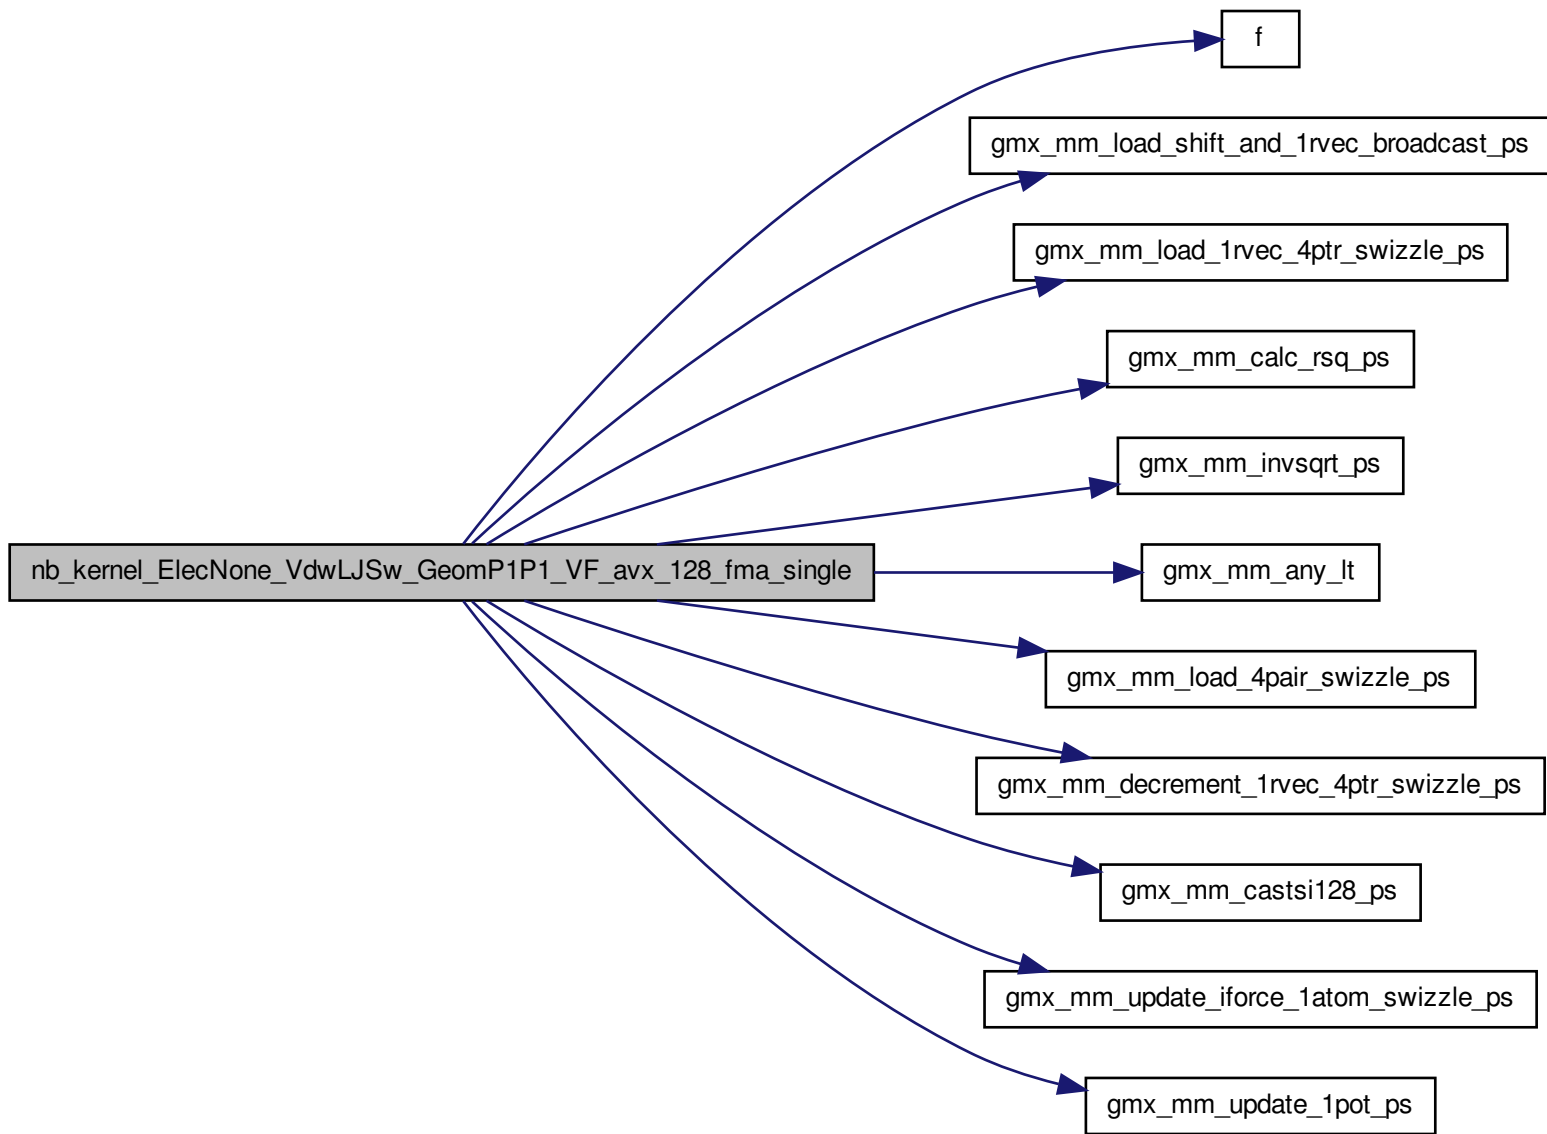 f
gmx_mm_load_shift_and_1rvec_broadcast_ps
gmx_mm_load_1rvec_4ptr_swizzle_ps
gmx_mm_calc_rsq_ps
gmx_mm_invsqrt_ps
nb_kernel_ElecNone_VdwLJSw_GeomP1P1_VF_avx_128_fma_single
gmx_mm_any_lt
gmx_mm_load_4pair_swizzle_ps
gmx_mm_decrement_1rvec_4ptr_swizzle_ps
gmx_mm_castsi128_ps
gmx_mm_update_iforce_1atom_swizzle_ps
gmx_mm_update_1pot_ps